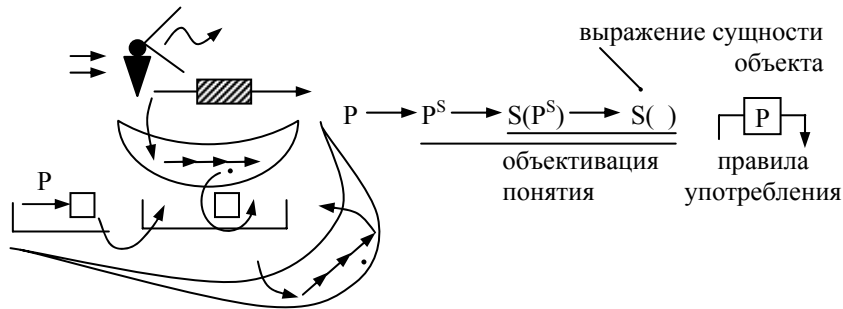 выражение сущности
объекта
P P^S S(P^S) S( ) P
объективация
понятия
правила
употребления
P